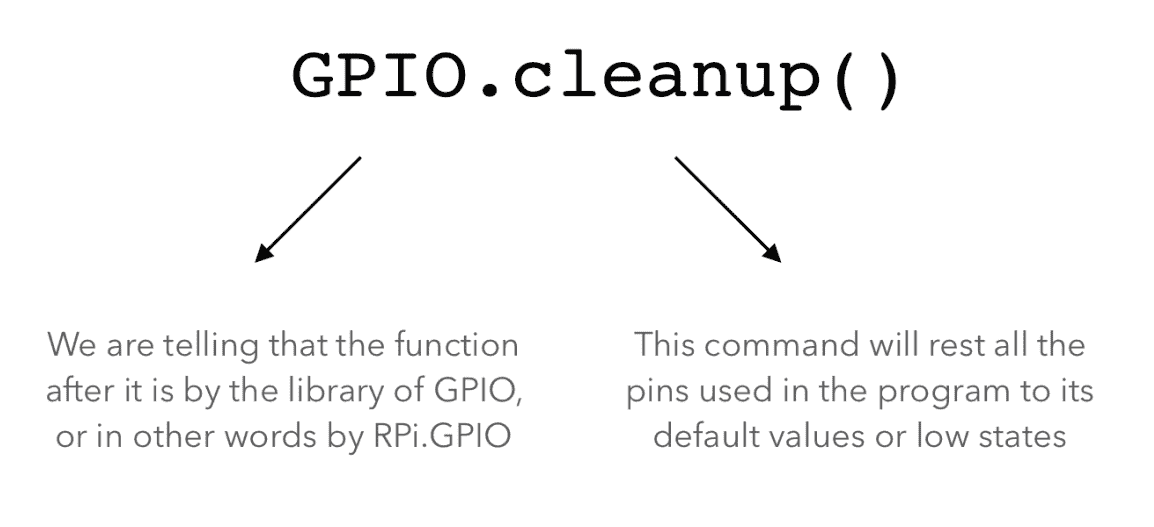 GPIO.cleanup()
We are telling that the function
after it is by the library of GPIO,
or in other words by RPi.GPIO
This command will rest all the
pins used in the program to its
default values or low states